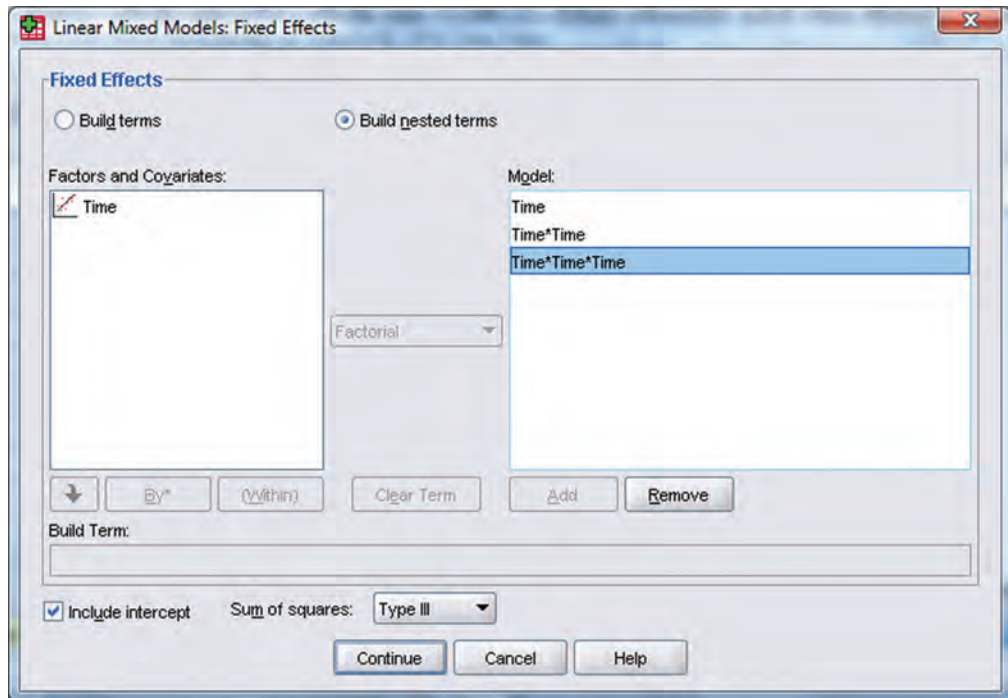 Linear Mixed Models: Fixed Effects
Fixed Effects
Build terms
Build nested terms
Factors and Covariates:
Model:
Time
Time
Time*Time
Time*Time*Time
Factorial
By*
(Within)
Clear Term
Add
Remove
Build Term:
Include intercept
Sum of squares:
Type III
Continue
Cancel
Help